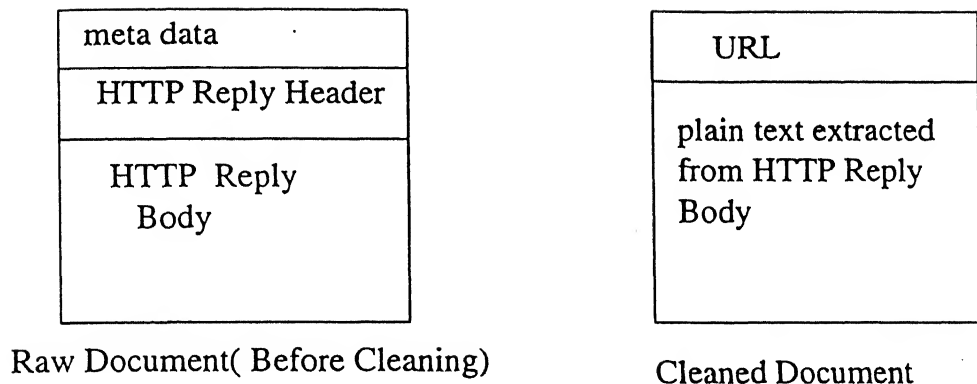 meta data
HTTP Reply Header
HTTP Reply
Body
Raw Document( Before Cleaning)
URL
plain text extracted
from HTTP Reply
Body
Cleaned Document